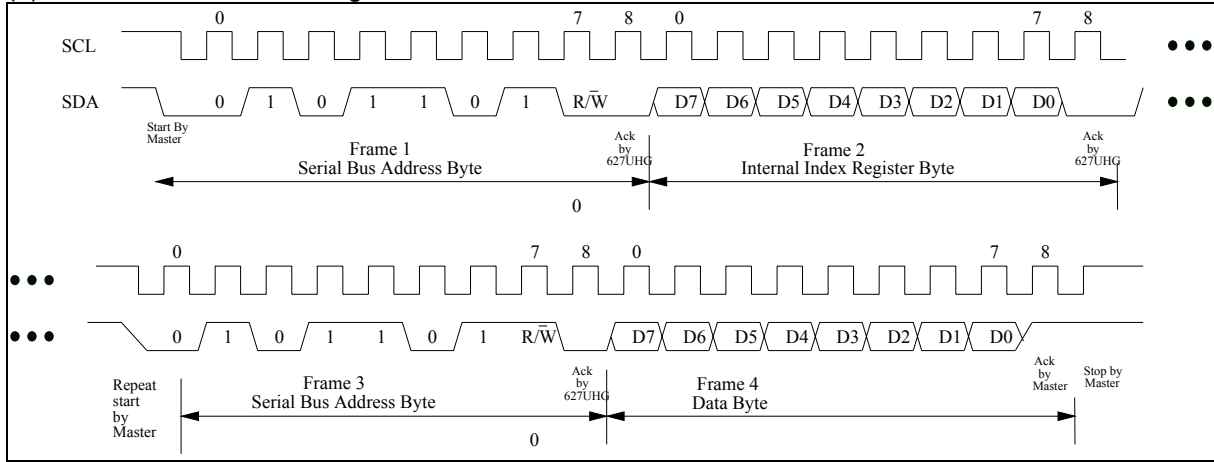 0 7 8 0 7 8
SCL
SDA 0 1 0 1 1 0 1 R/W̅ D7 D6 D5 D4 D3 D2 D1 D0
Start By
Master
Ack
by
627UHG
Ack
by
627UHG
Frame 1
Serial Bus Address Byte
Frame 2
Internal Index Register Byte
0
0 7 8 0 7 8
0 1 0 1 1 0 1 R/W̅ D7 D6 D5 D4 D3 D2 D1 D0
Repeat
start
by
Master
Frame 3
Serial Bus Address Byte
Ack
by
627UHG
Frame 4
Data Byte
Ack
by
Master
Stop by
Master
0